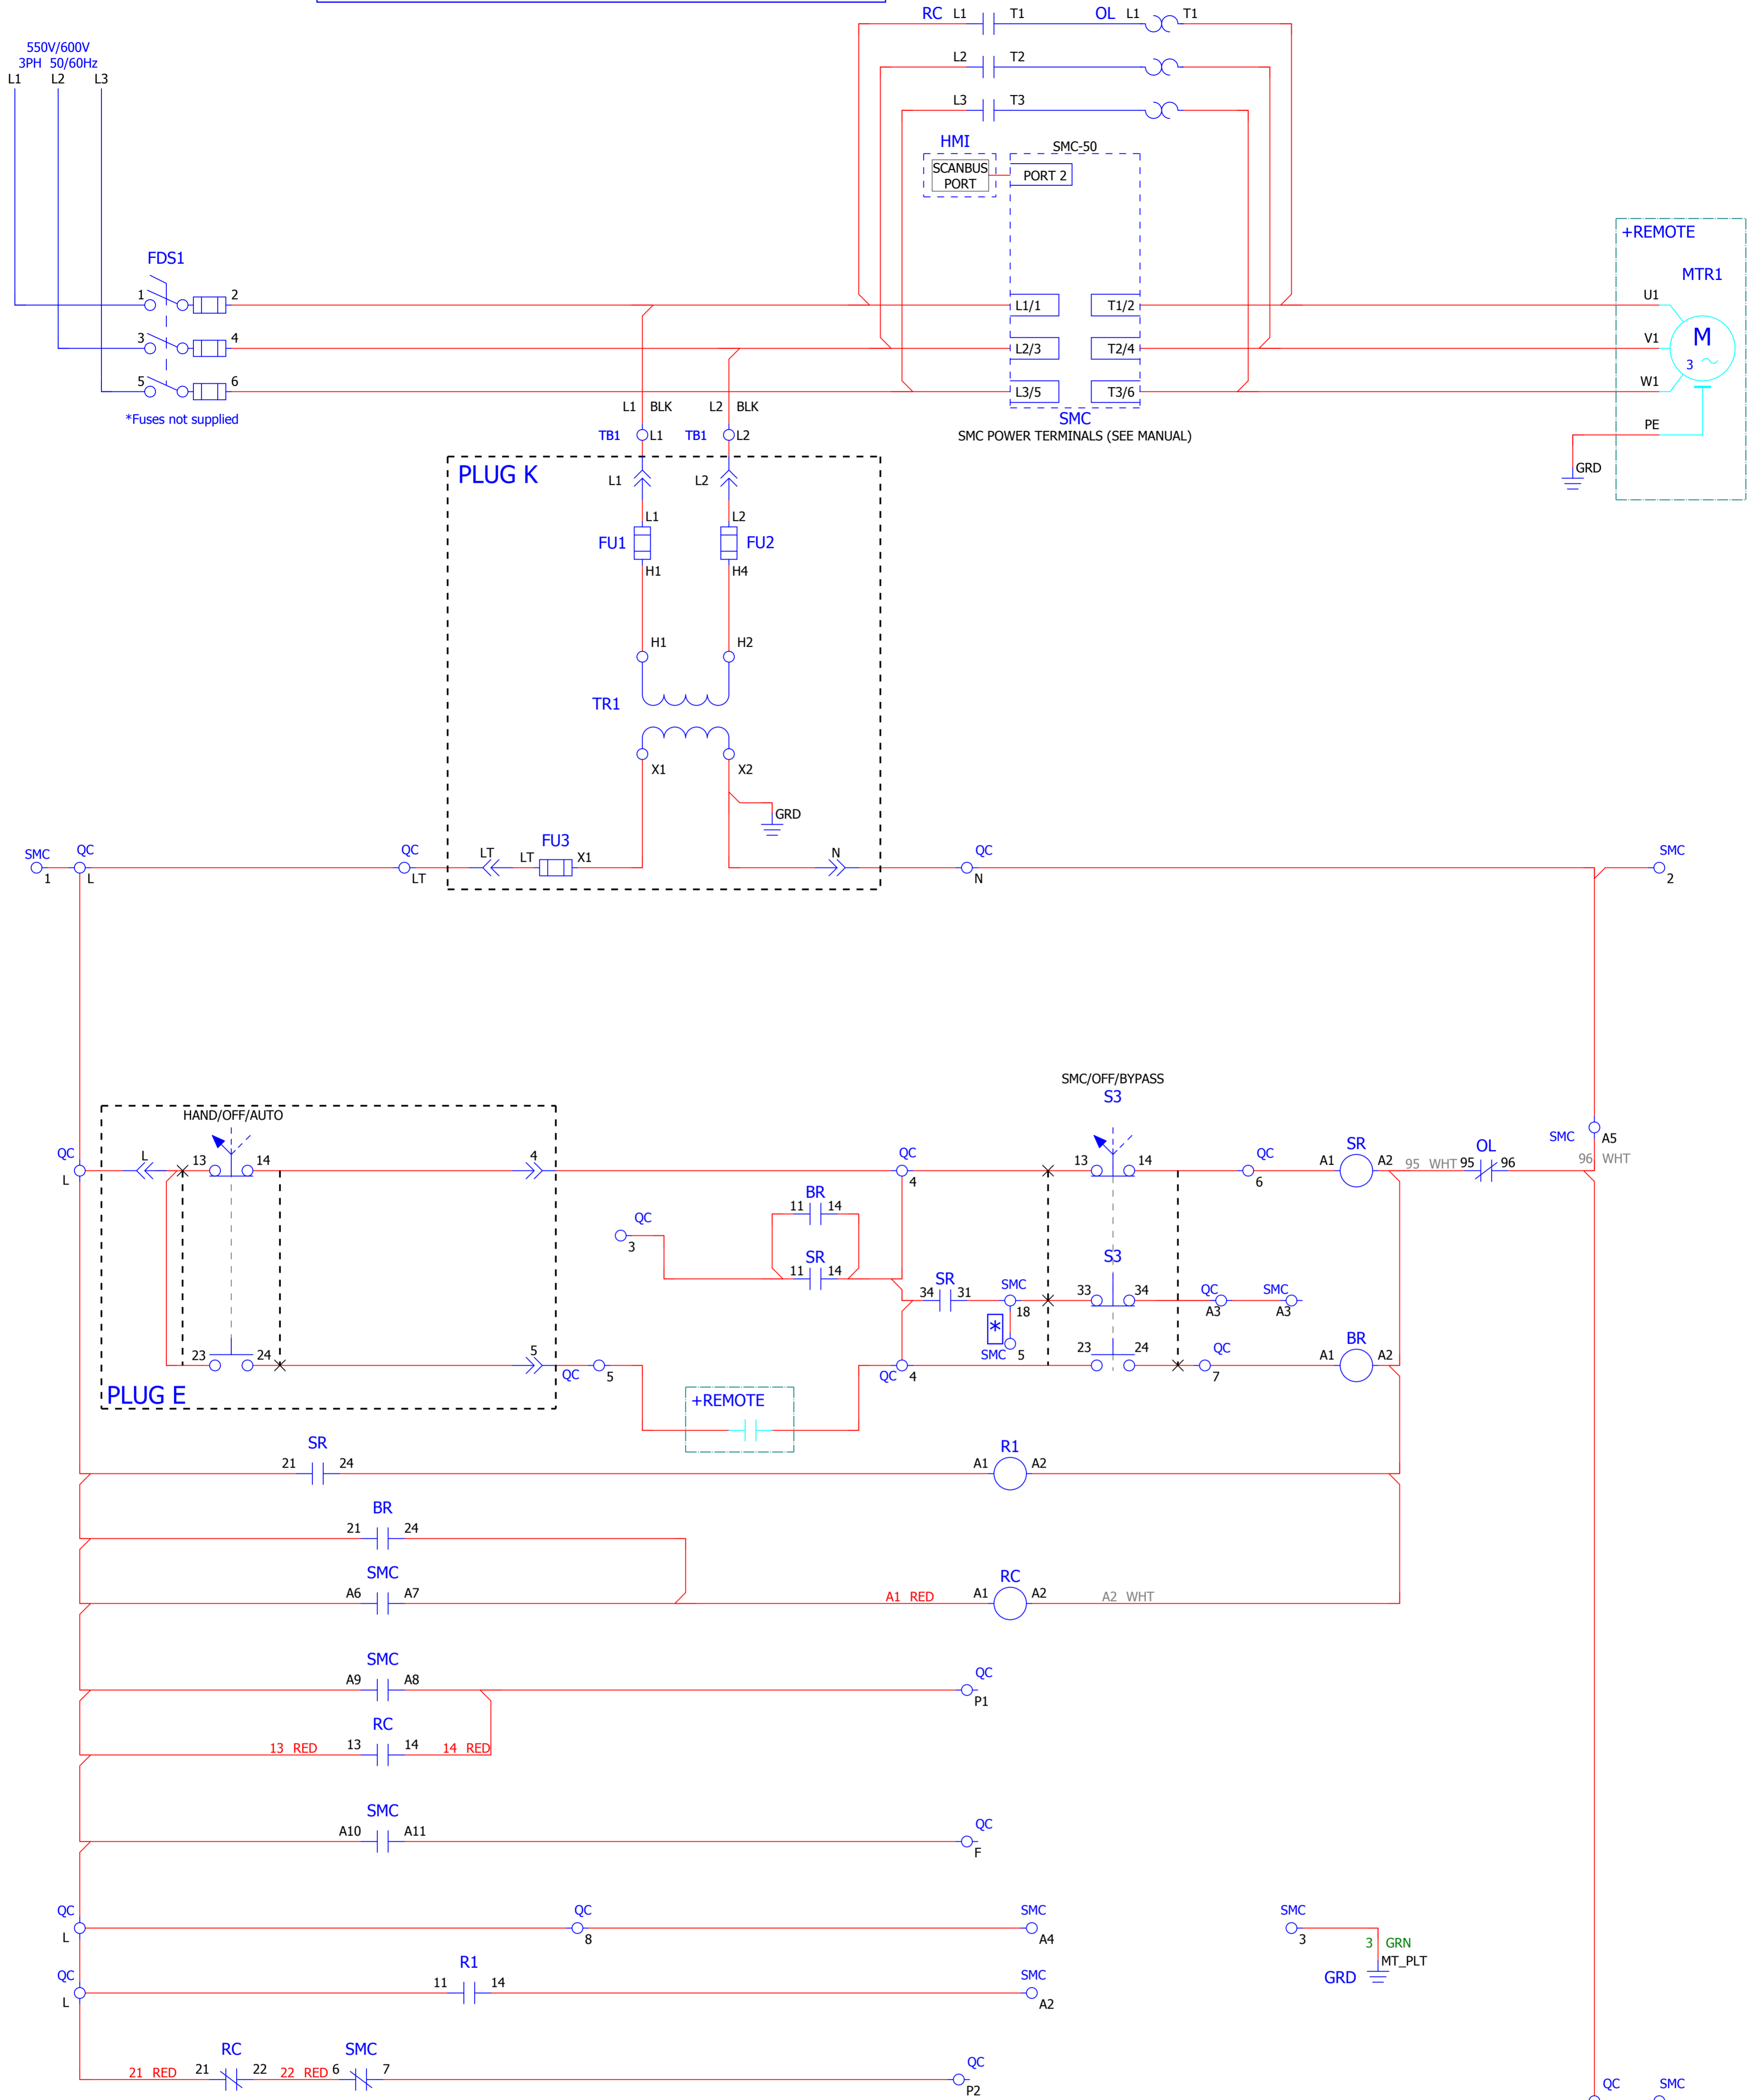 RC L1 T1 OL L1 T1
550V/600V
3PH 50/60Hz
L1 L2 L3
L2 T2
L3 T3
HMI
SMC-50
SCANBUS
PORT
PORT 2
+REMOTE
MTR1
FDS1
1 2
L1/1 T1/2
U1
3 4
L2/3 T2/4
V1
M
3
5 6
L3/5 T3/6
W1
*Fuses not supplied
L1 BLK L2 BLK
SMC
PE
TB1 L1 TB1 L2
SMC POWER TERMINALS (SEE MANUAL)
GRD
PLUG K
L1 L2
L1 L2
FU1 FU2
H1 H4
H1 H2
TR1
X1 X2
GRD
SMC QC QC FU3 QC SMC
LT LT X1 N
1 L LT N 2
SMC/OFF/BYPASS
S3
HAND/OFF/AUTO
QC L 13 14 4 QC 13 14 QC SR OL SMC A5
A1 A2 95 WHT 95 96 96 WHT
L 4 6
BR
11 14
QC
3
SR
11 14
S3
SR SMC
34 31 33 34 QC SMC
18 A3 A3
*
SMC 5
23 24 5 QC 5 QC 4 23 24 QC 7 BR A1 A2
PLUG E
+REMOTE
SR R1
21 24 A1 A2
BR
21 24
SMC RC
A6 A7 A1 RED A1 A2 A2 WHT
SMC QC
A9 A8 P1
RC
13 RED 13 14 14 RED
SMC QC
A10 A11 F
QC QC SMC SMC
L 8 A4 3
3 GRN
MT_PLT
GRD
QC R1 SMC
L 11 14 A2
RC SMC QC
21 RED 21 22 22 RED 6 7 P2
QC SMC